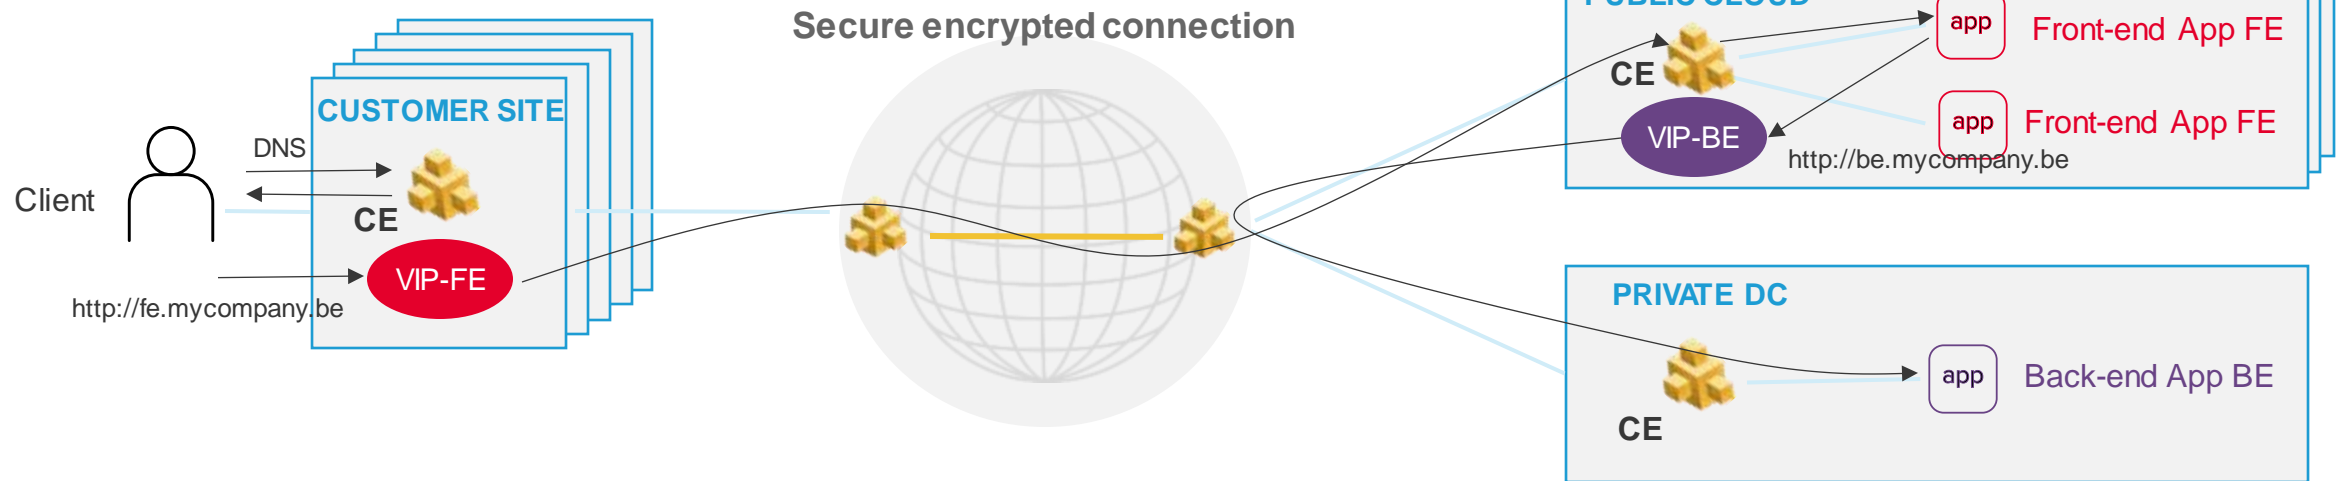 Secure encrypted connection
PUBLIC CLOUD
app
Front-end App FE
CE
CUSTOMER SITE
DNS
VIP-BE
app
Front-end App FE
http://be.mycompany.be
Client
CE
VIP-FE
http://fe.mycompany.be
PRIVATE DC
app
Back-end App BE
CE